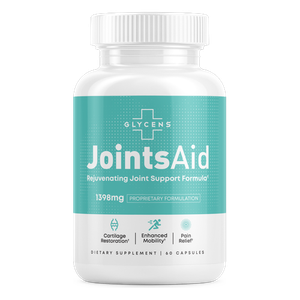 GLYCENS
JointsAid
Rejuvenating Joint Support Formula†
1398mg PROPRIETARY FORMULATION
Cartilage Restoration† Enhanced Mobility† Pain Relief†
DIETARY SUPPLEMENT | 60 CAPSULES